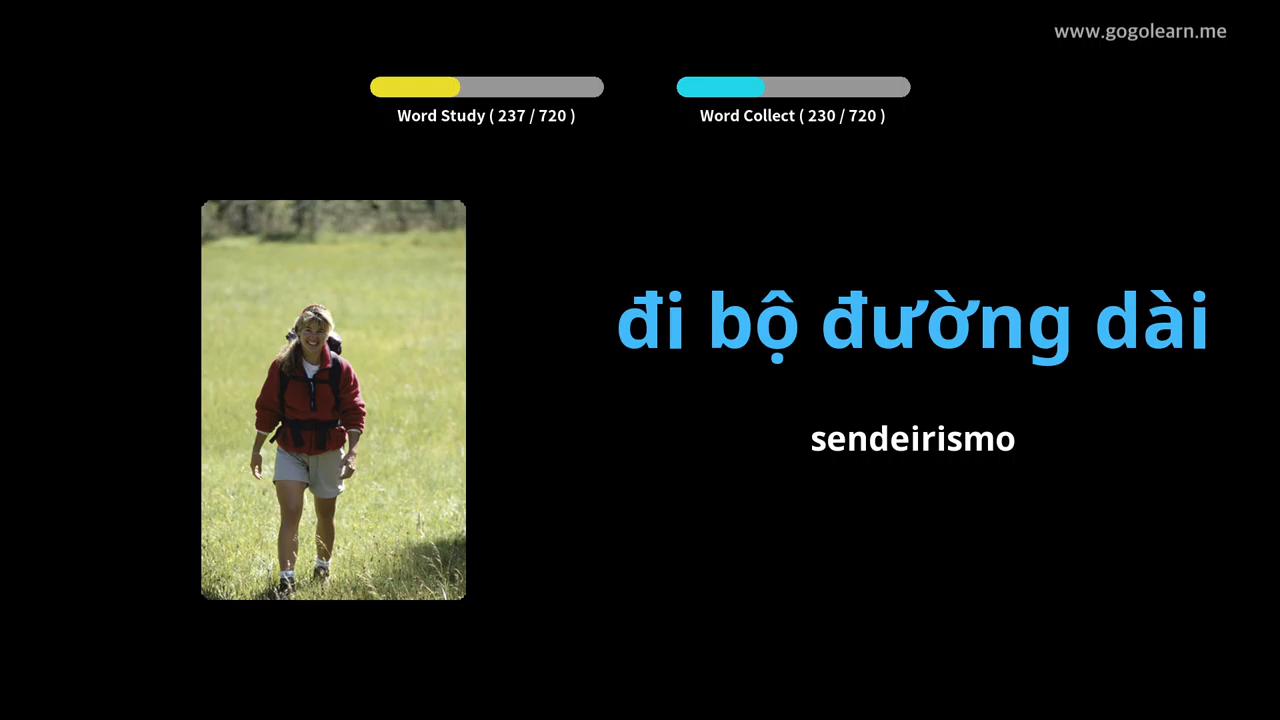 www.gogolearn.me
Word Study ( 237 / 720 )
Word Collect ( 230 / 720 )
đi bộ đường dài
sendeirismo